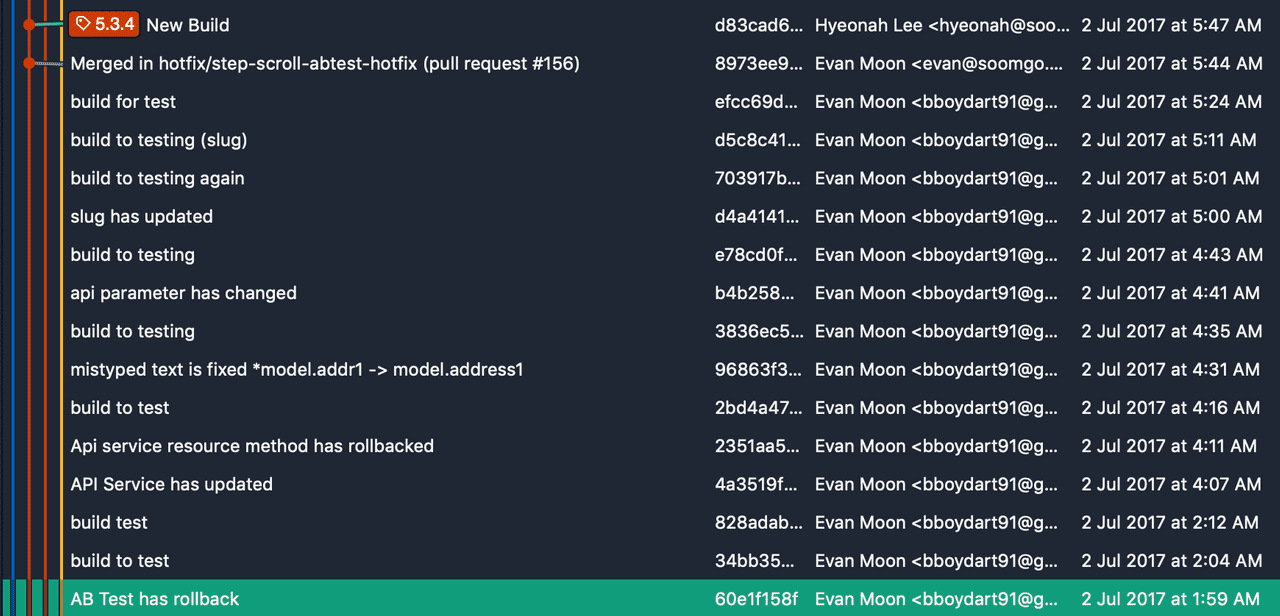 5.3.4 New Build d83cad6... Hyeonah Lee <hyeonah@soo... 2 Jul 2017 at 5:47 AM
Merged in hotfix/step-scroll-abtest-hotfix (pull request #156) 8973ee9... Evan Moon <evan@soomgo.... 2 Jul 2017 at 5:44 AM
build for test efcc69d... Evan Moon <bboydart91@g... 2 Jul 2017 at 5:24 AM
build to testing (slug) d5c8c41... Evan Moon <bboydart91@g... 2 Jul 2017 at 5:11 AM
build to testing again 703917b... Evan Moon <bboydart91@g... 2 Jul 2017 at 5:01 AM
slug has updated d4a4141... Evan Moon <bboydart91@g... 2 Jul 2017 at 5:00 AM
build to testing e78cd0f... Evan Moon <bboydart91@g... 2 Jul 2017 at 4:43 AM
api parameter has changed b4b258... Evan Moon <bboydart91@g... 2 Jul 2017 at 4:41 AM
build to testing 3836ec5... Evan Moon <bboydart91@g... 2 Jul 2017 at 4:35 AM
mistyped text is fixed *model.addr1 -> model.address1 96863f3... Evan Moon <bboydart91@g... 2 Jul 2017 at 4:31 AM
build to test 2bd4a47... Evan Moon <bboydart91@g... 2 Jul 2017 at 4:16 AM
Api service resource method has rollbacked 2351aa5... Evan Moon <bboydart91@g... 2 Jul 2017 at 4:11 AM
API Service has updated 4a3519f... Evan Moon <bboydart91@g... 2 Jul 2017 at 4:07 AM
build test 828adab... Evan Moon <bboydart91@g... 2 Jul 2017 at 2:12 AM
build to test 34bb35... Evan Moon <bboydart91@g... 2 Jul 2017 at 2:04 AM
AB Test has rollback 60e1f158f Evan Moon <bboydart91@g... 2 Jul 2017 at 1:59 AM